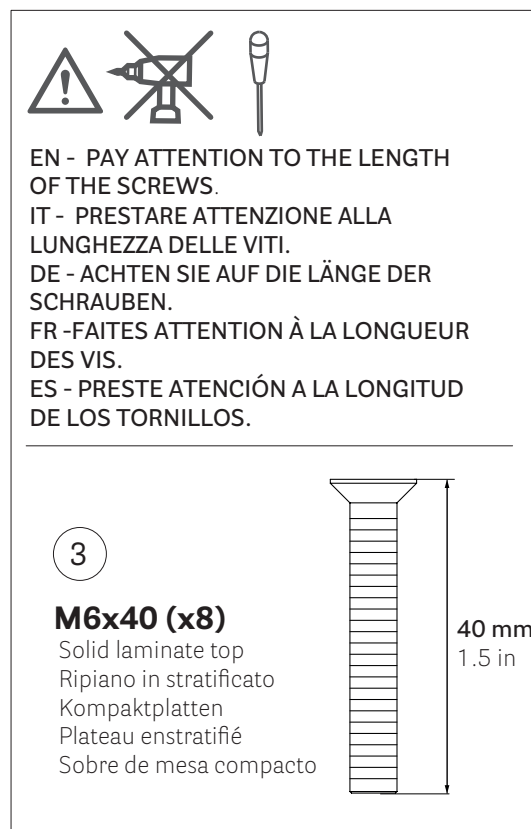 EN - PAY ATTENTION TO THE LENGTH
OF THE SCREWS.
IT - PRESTARE ATTENZIONE ALLA
LUNGHEZZA DELLE VITI.
DE - ACHTEN SIE AUF DIE LÄNGE DER
SCHRAUBEN.
FR -FAITES ATTENTION À LA LONGUEUR
DES VIS.
ES - PRESTE ATENCIÓN A LA LONGITUD
DE LOS TORNILLOS.
3
M6x40 (x8)
Solid laminate top
Ripiano in stratificato
Kompaktplatten
Plateau enstratifié
Sobre de mesa compacto
40 mm
1.5 in